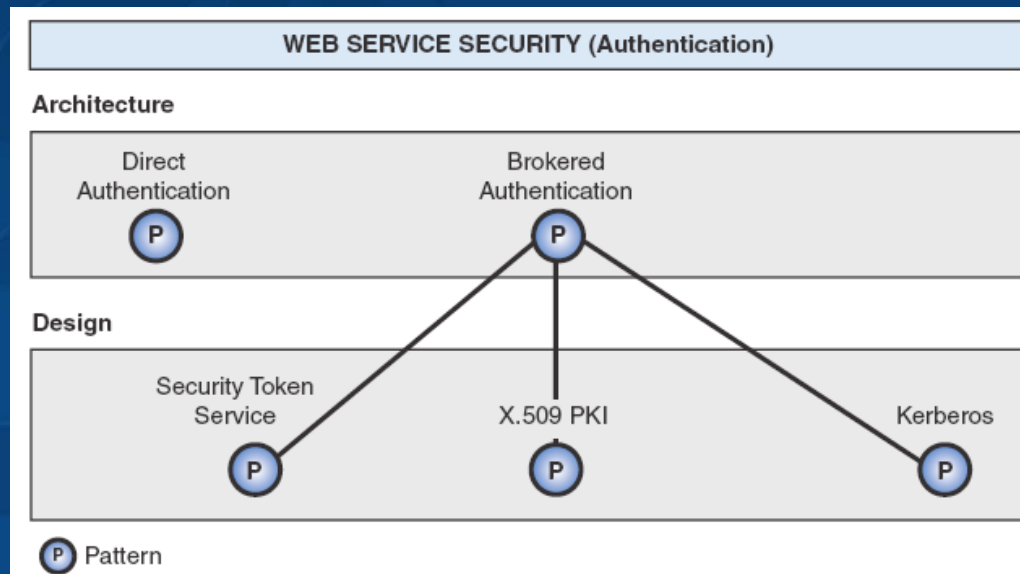 WEB SERVICE SECURITY (Authentication)
Architecture
Direct
Authentication
Brokered
Authentication
P
P
Design
Security Token
Service
X.509 PKI
Kerberos
P
P
P
P Pattern